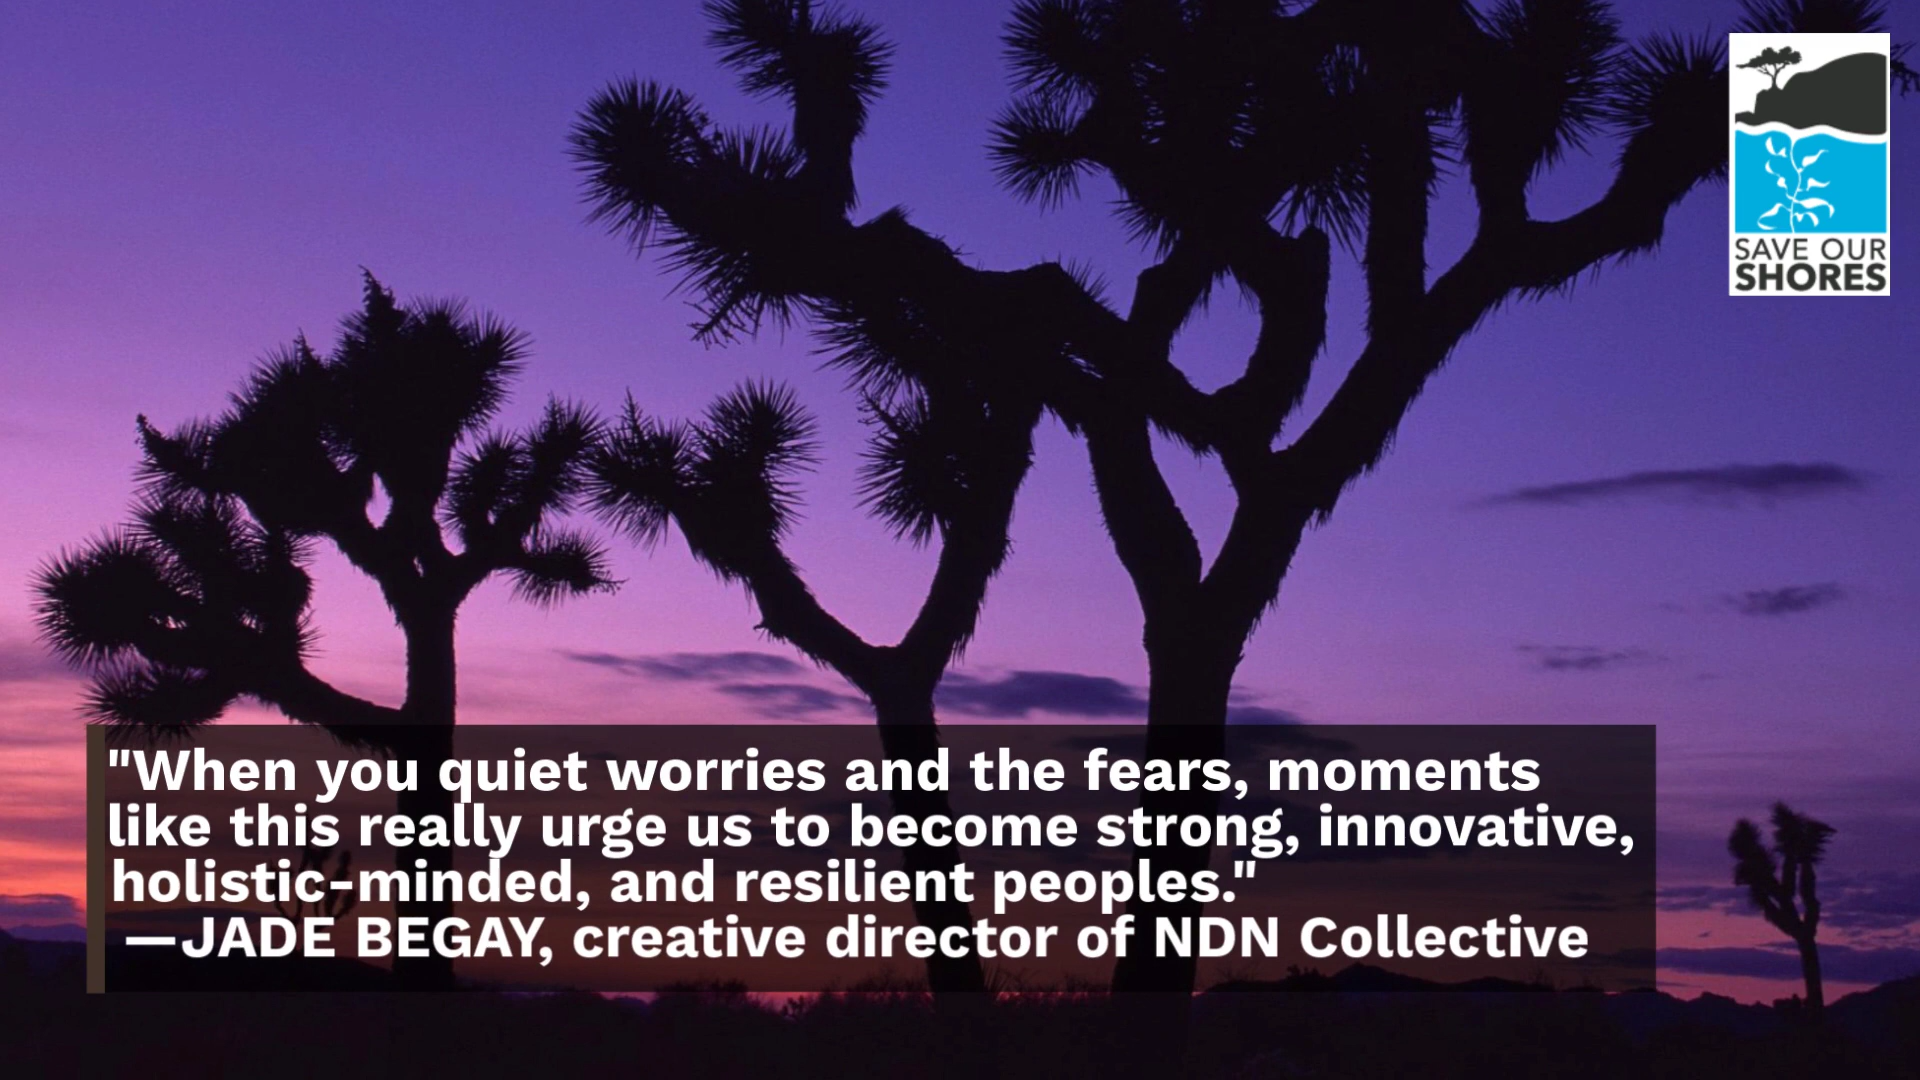 SAVE OUR
SHORES
"When you quiet worries and the fears, moments
like this really urge us to become strong, innovative,
holistic-minded, and resilient peoples."
—JADE BEGAY, creative director of NDN Collective